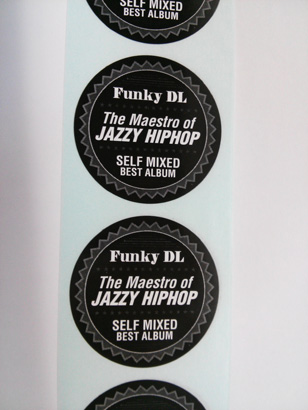 SELF MIXED
BEST ALBUM
Funky DL
The Maestro of
JAZZY HIPHOP
SELF MIXED
BEST ALBUM
Funky DL
The Maestro of
JAZZY HIPHOP
SELF MIXED
BEST ALBUM